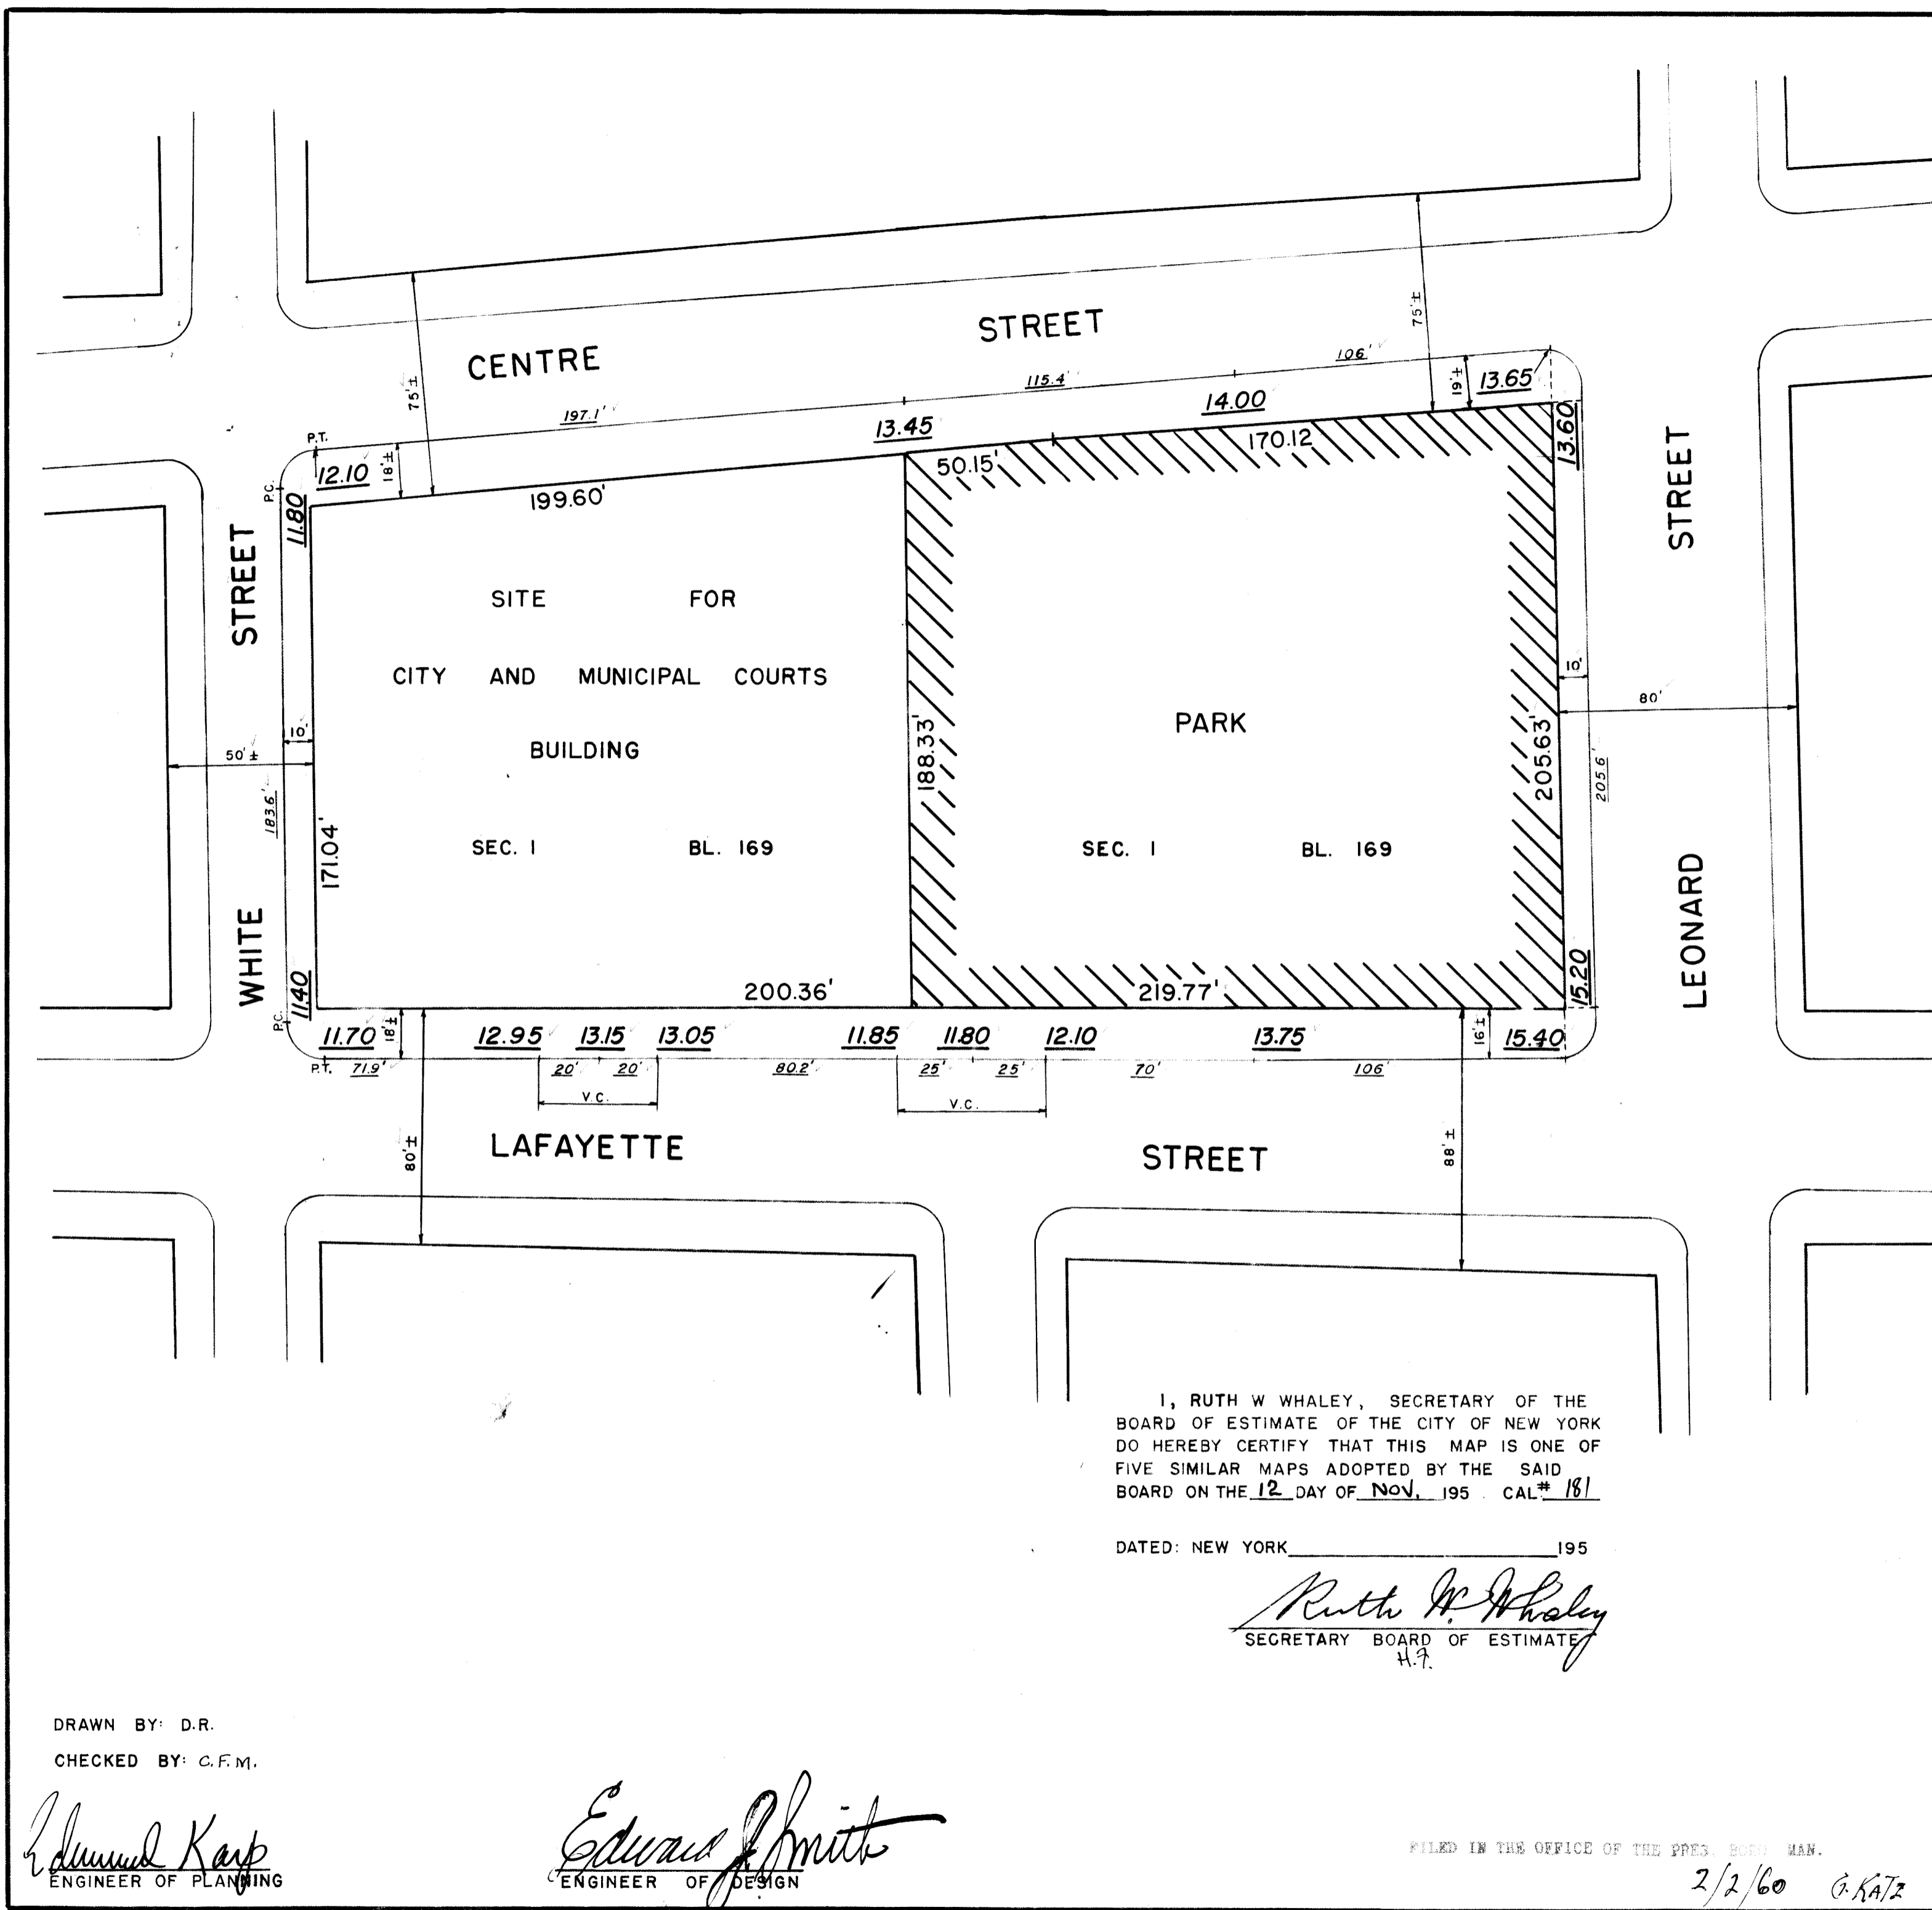 CENTRE STREET
75'±
75'±
106'
115.4'
197.1'
19'±
13.65
14.00
13.45
13.60
P.T.
12.10
18'±
P.C.
11.80
50.15'
170.12
199.60'
STREET
STREET
SITE FOR
CITY AND MUNICIPAL COURTS
BUILDING
SEC. 1 BL. 169
PARK
SEC. 1 BL. 169
10'
10'
50'±
80'
183.6'
171.04'
188.33'
205.63'
205.6'
WHITE
LEONARD
200.36'
219.77'
11.40
15.20
P.C.
11.70
18'±
12.95
13.15
13.05
11.85
11.80
12.10
13.75
16'±
15.40
P.T.
71.9'
20'
20'
80.2'
25'
25'
70'
106'
V.C.
V.C.
80'±
88'±
LAFAYETTE STREET
I, RUTH W WHALEY, SECRETARY OF THE
BOARD OF ESTIMATE OF THE CITY OF NEW YORK
DO HEREBY CERTIFY THAT THIS MAP IS ONE OF
FIVE SIMILAR MAPS ADOPTED BY THE SAID
BOARD ON THE 12 DAY OF NOV. 195 CAL# 181
DATED: NEW YORK 195
Ruth W. Whaley
SECRETARY BOARD OF ESTIMATE
H.F.
DRAWN BY: D.R.
CHECKED BY: C.F.M.
Edmund Karp
ENGINEER OF PLANNING
Edward J. Smith
ENGINEER OF DESIGN
FILED IN THE OFFICE OF THE PRES. BORO MAN.
2/2/60 G. KATZ